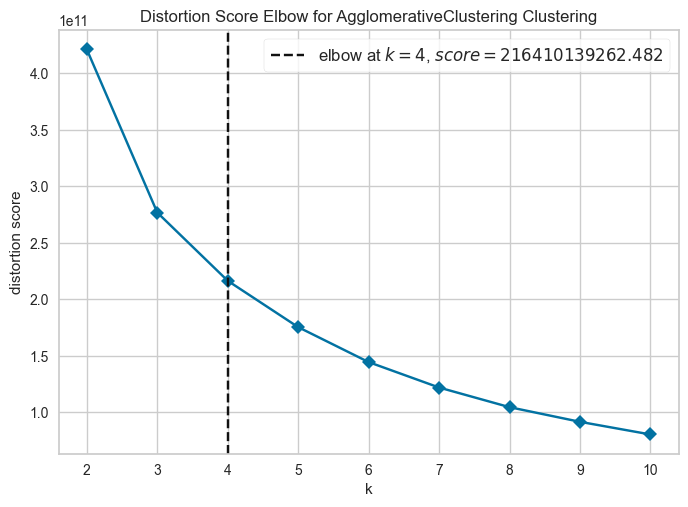 Distortion Score Elbow for AgglomerativeClustering Clustering
1e11
elbow at k = 4, score = 216410139262.482
4.0
3.5
3.0
2.5
2.0
1.5
1.0
distortion score
2 3 4 5 6 7 8 9 10
k